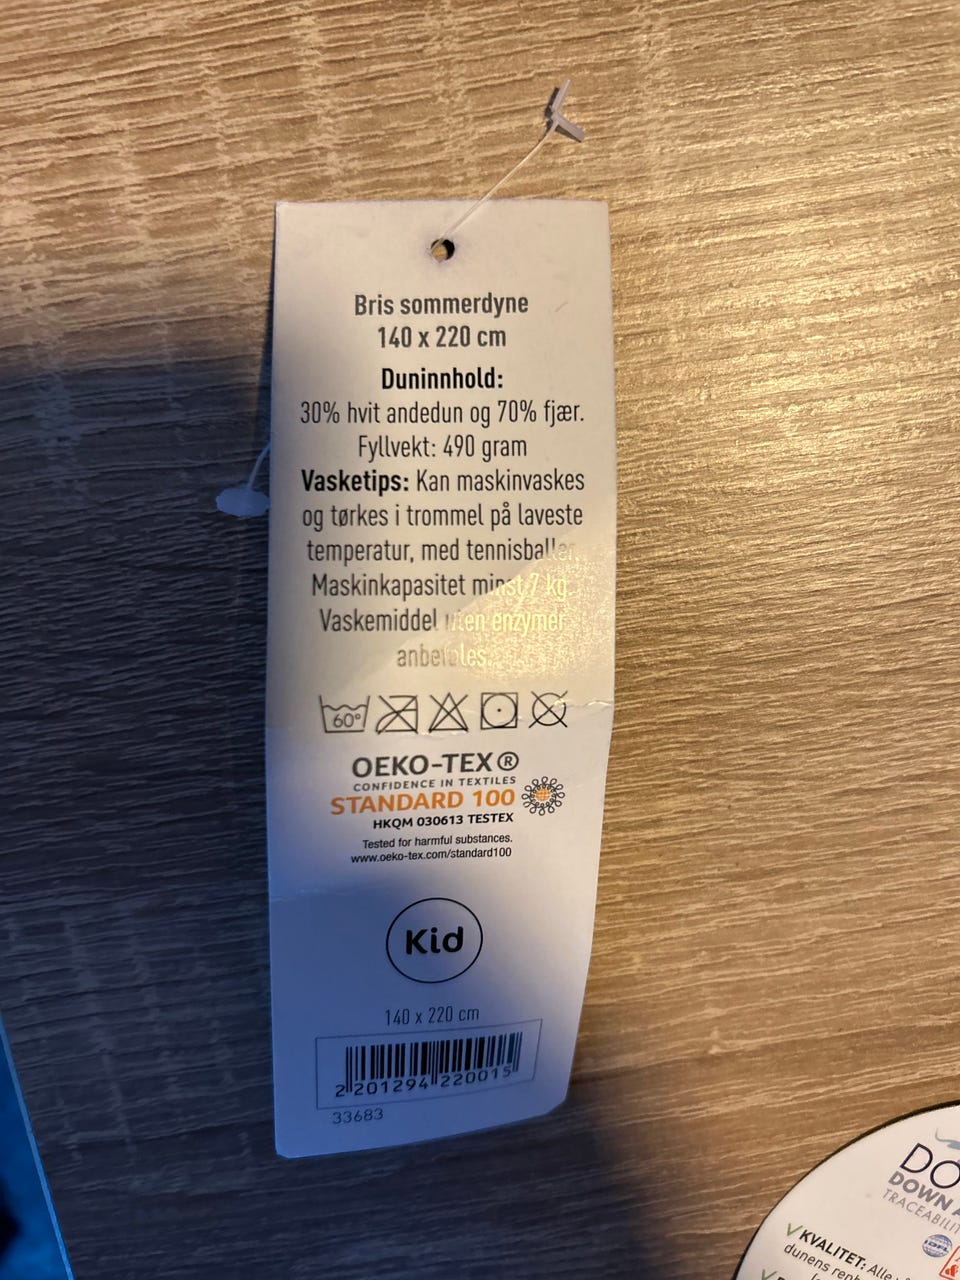 Bris sommerdyne
140 x 220 cm
Duninnhold:
30% hvit andedun og 70% fjær.
Fyllvekt: 490 gram
Vasketips: Kan maskinvaskes
og tørkes i trommel på laveste
temperatur, med tennisballer.
Maskinkapasitet minst 7 kg.
Vaskemiddel uten enzymer
anbefales.
60°
OEKO-TEX®
CONFIDENCE IN TEXTILES
STANDARD 100
HKQM 030613 TESTEX
Tested for harmful substances.
www.oeko-tex.com/standard100
Kid
140 x 220 cm
2 201294 220015
33683
DOWN
TRACEABILIT
IDFL
KVALITET: Alle
dunens